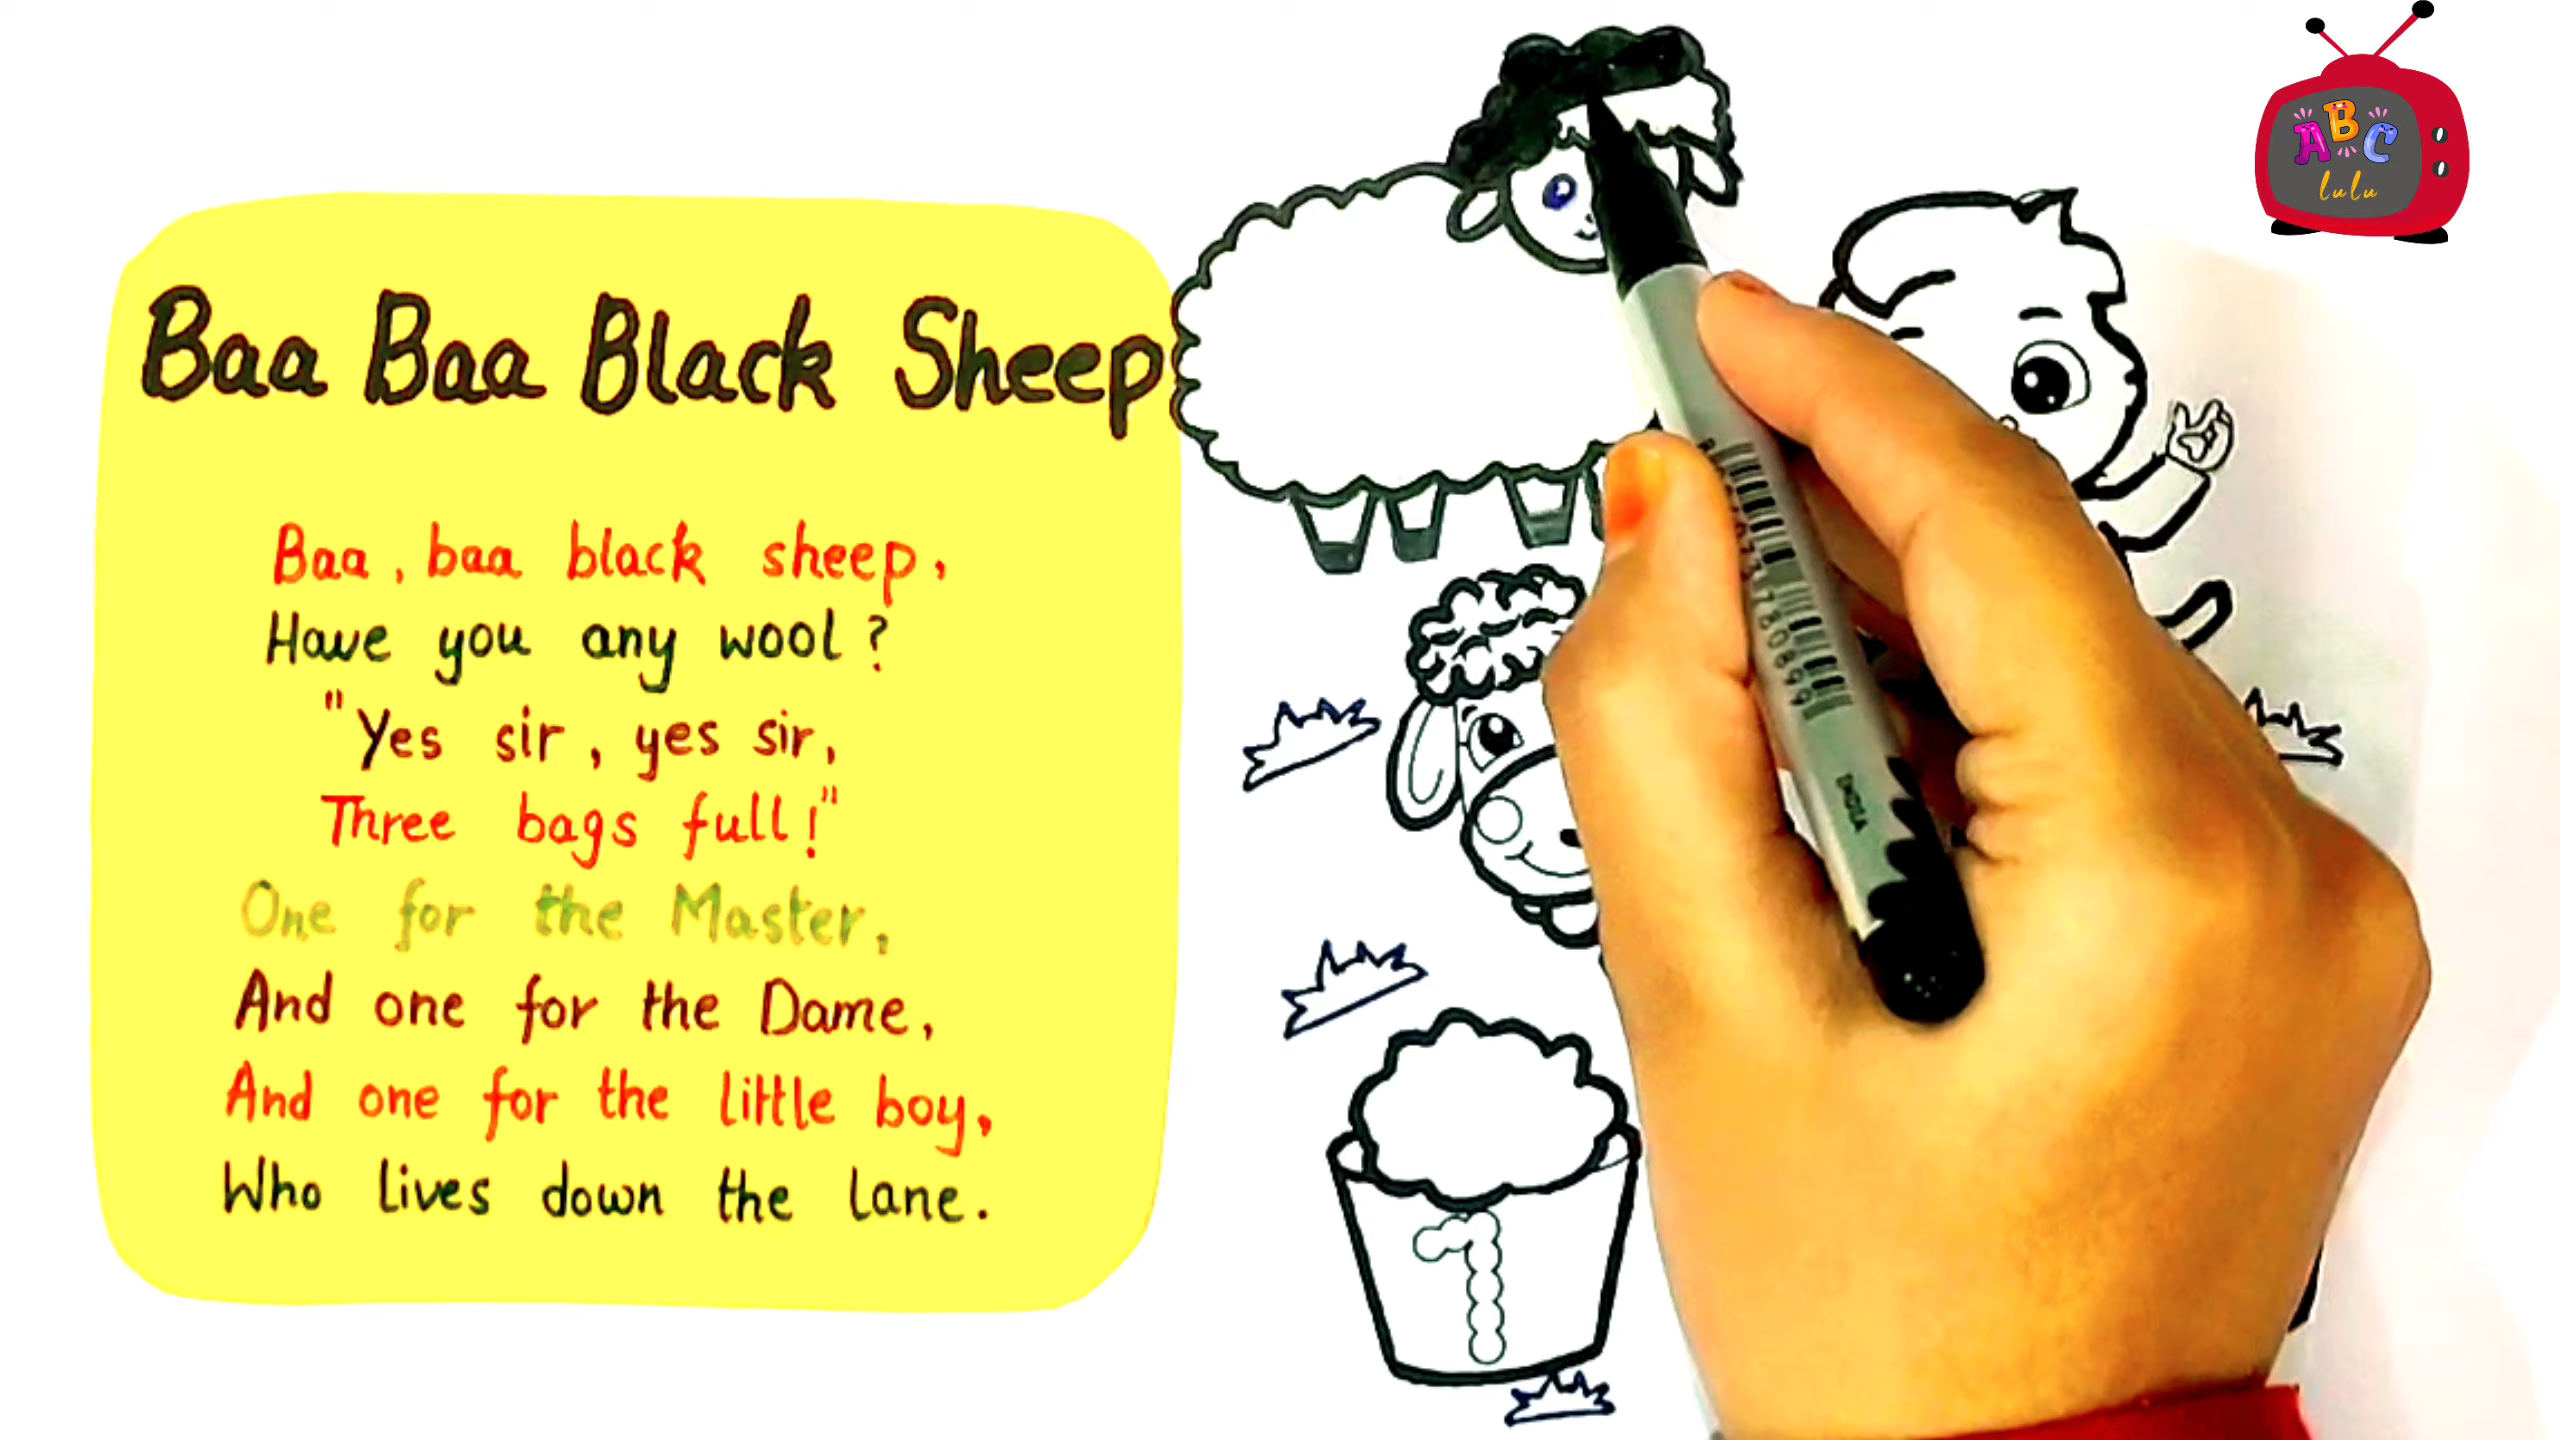 Baa Baa Black Sheep
Baa, baa black sheep,
Have you any wool?
"Yes sir, yes sir,
Three bags full!"
One for the Master,
And one for the Dame,
And one for the little boy,
Who lives down the lane.
1
ABC
lulu
INDIA